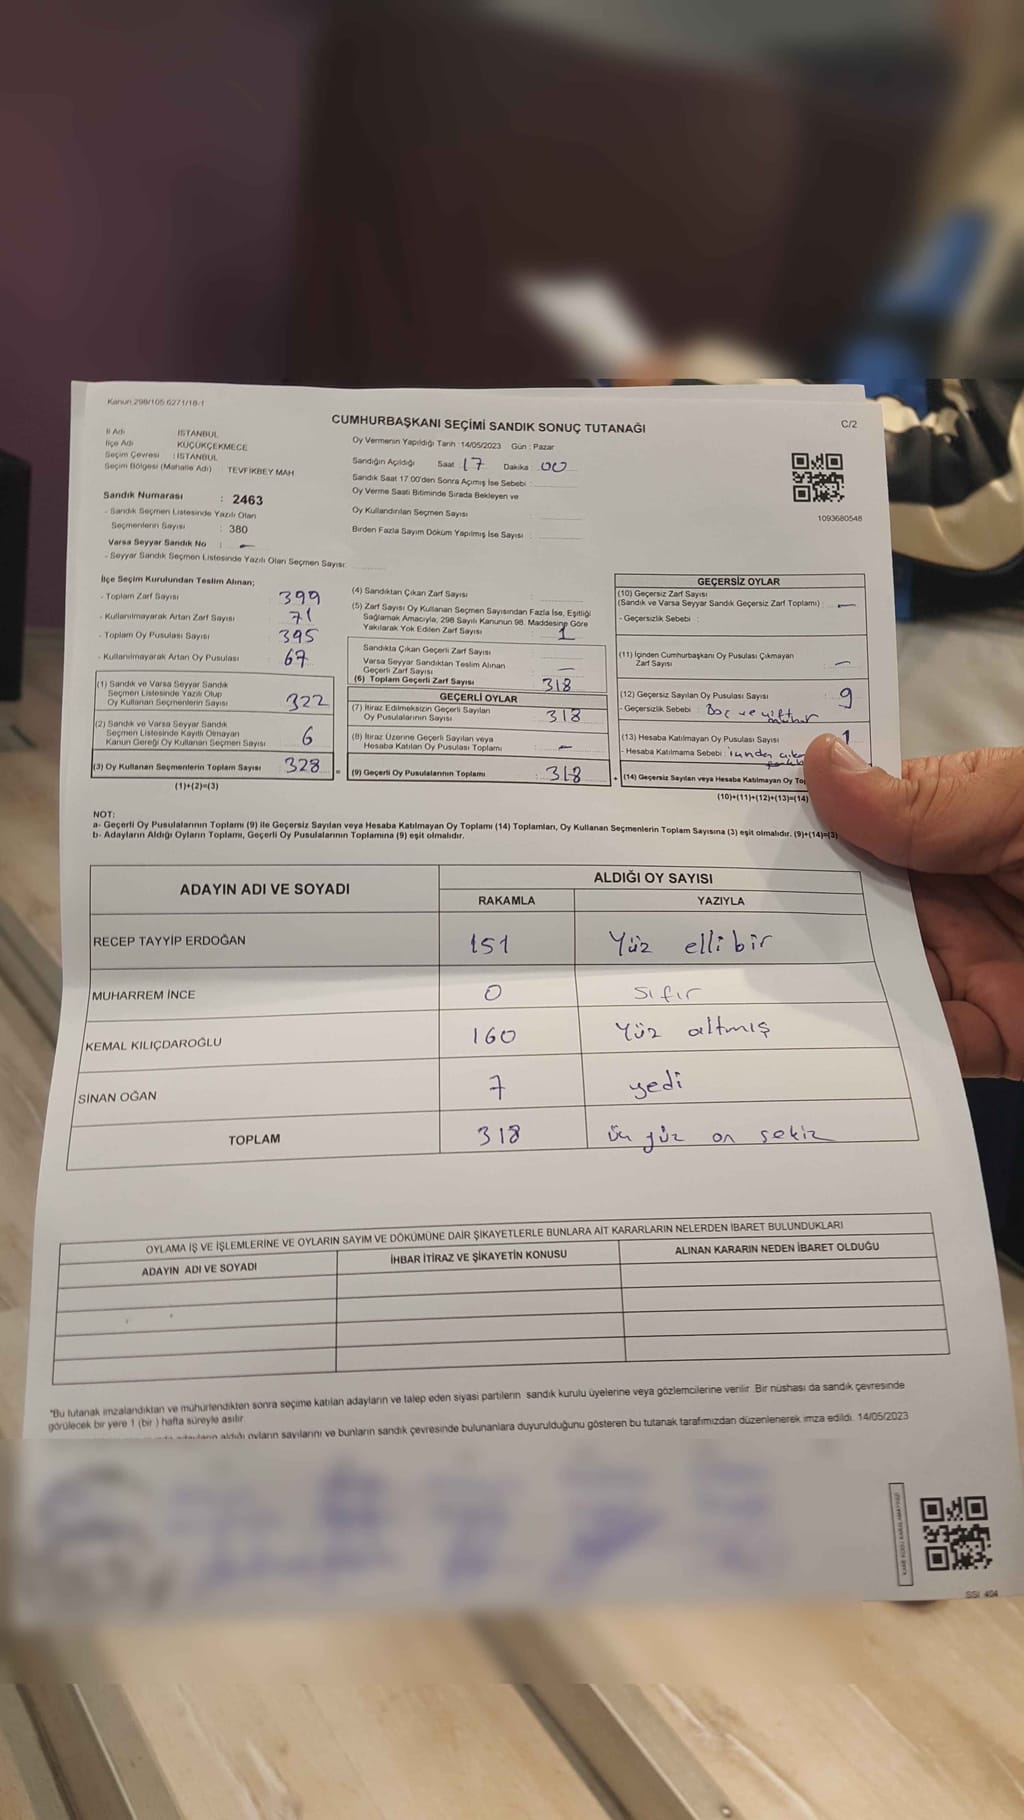 Kanun 298/105 6271/18-1
CUMHURBAŞKANI SEÇİMİ SANDIK SONUÇ TUTANAĞI
C/2
İl Adı İSTANBUL
İlçe Adı KÜÇÜKÇEKMECE
Seçim Çevresi : İSTANBUL
Seçim Bölgesi (Mahalle Adı) TEVFİKBEY MAH
Sandık Numarası : 2463
- Sandık Seçmen Listesinde Yazılı Olan
Seçmenlerin Sayısı : 380
Varsa Seyyar Sandık No : -
- Seyyar Sandık Seçmen Listesinde Yazılı Olan Seçmen Sayısı:
Oy Vermenin Yapıldığı Tarih : 14/05/2023 Gün : Pazar
Sandığın Açıldığı Saat 17 Dakika 00
Sandık Saat 17.00'den Sonra Açımış İse Sebebi :
Oy Verme Saati Bitiminde Sırada Bekleyen ve
Oy Kullandırılan Seçmen Sayısı
Birden Fazla Sayım Döküm Yapılmış İse Sayısı :
1093680548
İlçe Seçim Kurulundan Teslim Alınan;
- Toplam Zarf Sayısı 399
- Kullanılmayarak Artan Zarf Sayısı 71
- Toplam Oy Pusulası Sayısı 395
- Kullanılmayarak Artan Oy Pusulası 67
(1) Sandık ve Varsa Seyyar Sandık
Seçmen Listesinde Yazılı Olup
Oy Kullanan Seçmenlerin Sayısı 322
(2) Sandık ve Varsa Seyyar Sandık
Seçmen Listesinde Kayıtlı Olmayan
Kanun Gereği Oy Kullanan Seçmen Sayısı 6
(3) Oy Kullanan Seçmenlerin Toplam Sayısı 328 =
(1)+(2)=(3)
(4) Sandıktan Çıkan Zarf Sayısı :
(5) Zarf Sayısı Oy Kullanan Seçmen Sayısından Fazla İse, Eşitliği
Sağlamak Amacıyla, 298 Sayılı Kanunun 98. Maddesine Göre
Yakılarak Yok Edilen Zarf Sayısı : 1
Sandıkta Çıkan Geçerli Zarf Sayısı
Varsa Seyyar Sandıktan Teslim Alınan
Geçerli Zarf Sayısı -
(6) Toplam Geçerli Zarf Sayısı 318
GEÇERLİ OYLAR
(7) İtiraz Edilmeksizin Geçerli Sayılan
Oy Pusulalarının Sayısı : 318
(8) İtiraz Üzerine Geçerli Sayılan veya
Hesaba Katılan Oy Pusulası Toplamı -
(9) Geçerli Oy Pusulalarının Toplamı : 318 +
GEÇERSİZ OYLAR
(10) Geçersiz Zarf Sayısı
(Sandık ve Varsa Seyyar Sandık Geçersiz Zarf Toplamı) : -
- Geçersizlik Sebebi :
(11) İçinden Cumhurbaşkanı Oy Pusulası Çıkmayan
Zarf Sayısı -
(12) Geçersiz Sayılan Oy Pusulası Sayısı : 9
- Geçersizlik Sebebi : Boş ve çift mühür
(13) Hesaba Katılmayan Oy Pusulası Sayısı 1
- Hesaba Katılmama Sebebi :
(14) Geçersiz Sayılan veya Hesaba Katılmayan Oy
(10)+(11)+(12)+(13)=(14)
NOT:
a- Geçerli Oy Pusulalarının Toplamı (9) ile Geçersiz Sayılan veya Hesaba Katılmayan Oy Toplamı (14) Toplamları, Oy Kullanan Seçmenlerin Toplam Sayısına (3) eşit olmalıdır. (9)+(14)=(3)
b- Adayların Aldığı Oyların Toplamı, Geçerli Oy Pusulalarının Toplamına (9) eşit olmalıdır.
ADAYIN ADI VE SOYADI
ALDIĞI OY SAYISI
RAKAMLA YAZIYLA
RECEP TAYYİP ERDOĞAN 151 Yüz elli bir
MUHARREM İNCE 0 sıfır
KEMAL KILIÇDAROĞLU 160 Yüz altmış
SİNAN OĞAN 7 yedi
TOPLAM 318 üç yüz on sekiz
OYLAMA İŞ VE İŞLEMLERİNE VE OYLARIN SAYIM VE DÖKÜMÜNE DAİR ŞİKAYETLERLE BUNLARA AİT KARARLARIN NELERDEN İBARET BULUNDUKLARI
ADAYIN ADI VE SOYADI İHBAR İTİRAZ VE ŞİKAYETİN KONUSU ALINAN KARARIN NEDEN İBARET OLDUĞU
*Bu tutanak imzalandıktan ve mühürlendikten sonra seçime katılan adayların ve talep eden siyasi partilerin sandık kurulu üyelerine veya gözlemcilerine verilir. Bir nüshası da sandık çevresinde
görülecek bir yere 1 (bir) hafta süreyle asılır.
aldığı oyların sayılarını ve bunların sandık çevresinde bulunanlara duyurulduğunu gösteren bu tutanak tarafımızdan düzenlenerek imza edildi. 14/05/2023
SSI 404